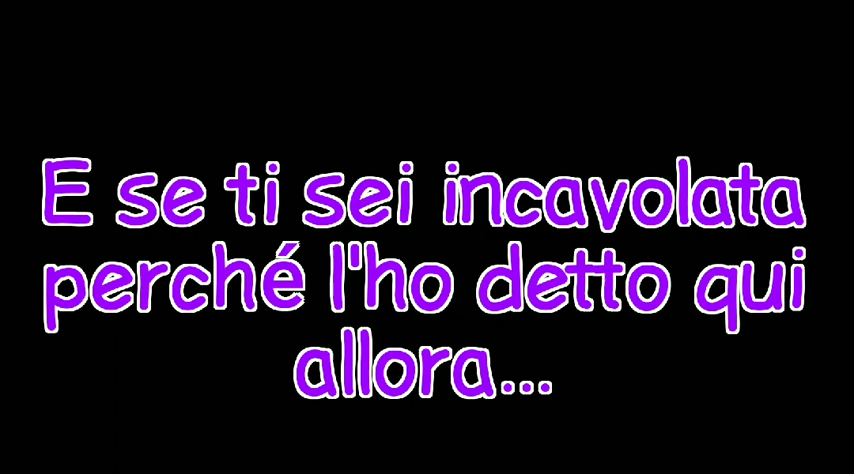 E se ti sei incavolata
perché l'ho detto qui
allora...